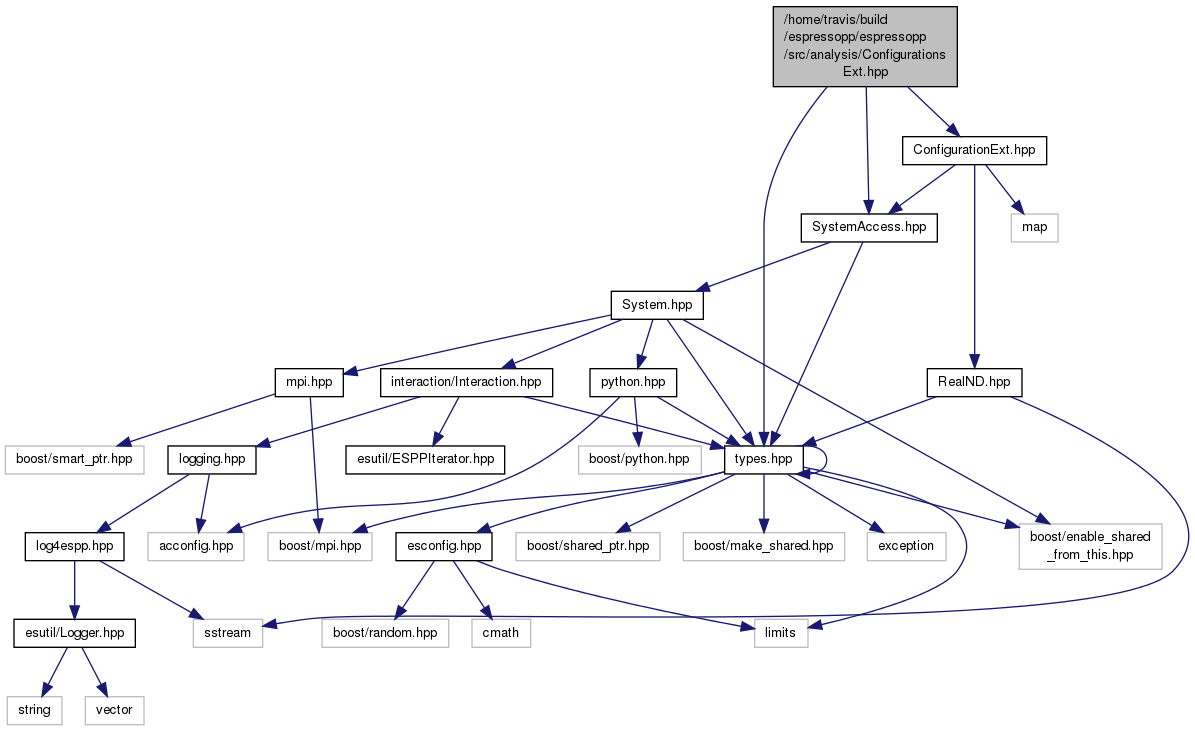 /home/travis/build
/espressopp/espressopp
/src/analysis/Configurations
Ext.hpp
ConfigurationExt.hpp
SystemAccess.hpp
map
System.hpp
mpi.hpp
interaction/Interaction.hpp
python.hpp
RealND.hpp
boost/smart_ptr.hpp
logging.hpp
esutil/ESPPIterator.hpp
boost/python.hpp
types.hpp
log4espp.hpp
acconfig.hpp
boost/mpi.hpp
esconfig.hpp
boost/shared_ptr.hpp
boost/make_shared.hpp
exception
boost/enable_shared
_from_this.hpp
esutil/Logger.hpp
sstream
boost/random.hpp
cmath
limits
string
vector